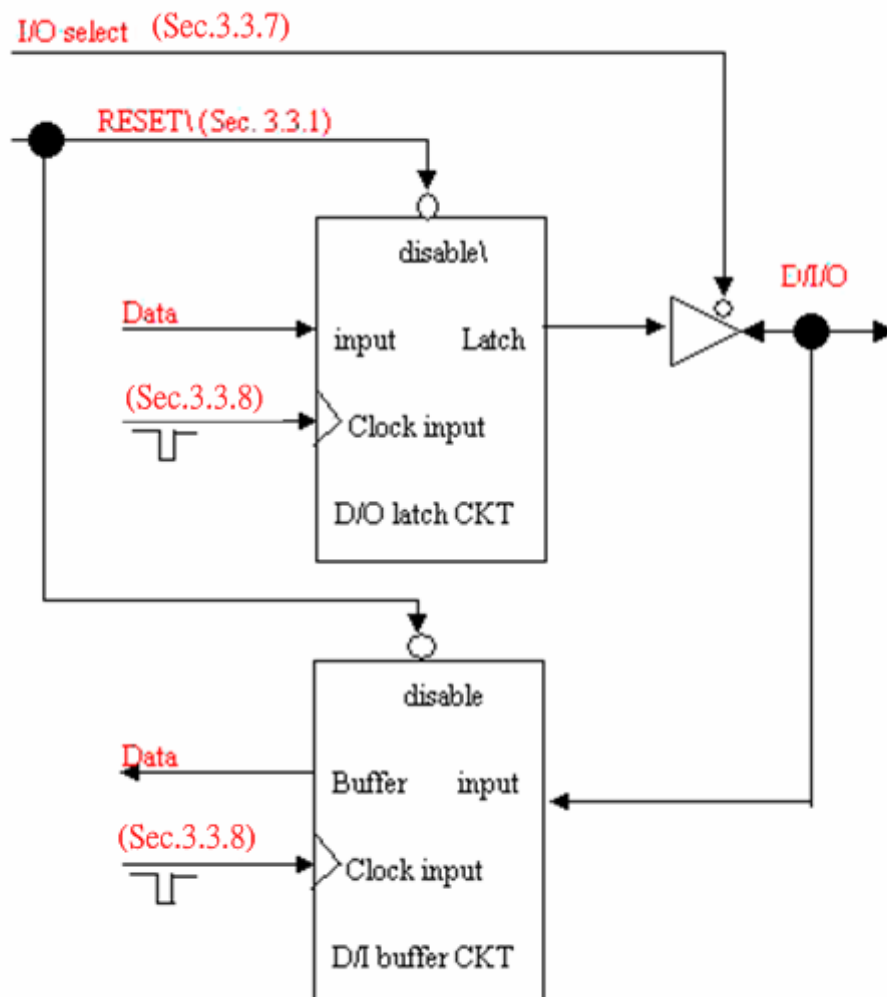 I/O select (Sec.3.3.7)
RESET\(Sec. 3.3.1)
disable\
D/I/O
Data
input Latch
(Sec.3.3.8)
Clock input
D/O latch CKT
disable
Data
Buffer input
(Sec.3.3.8)
Clock input
D/I buffer CKT